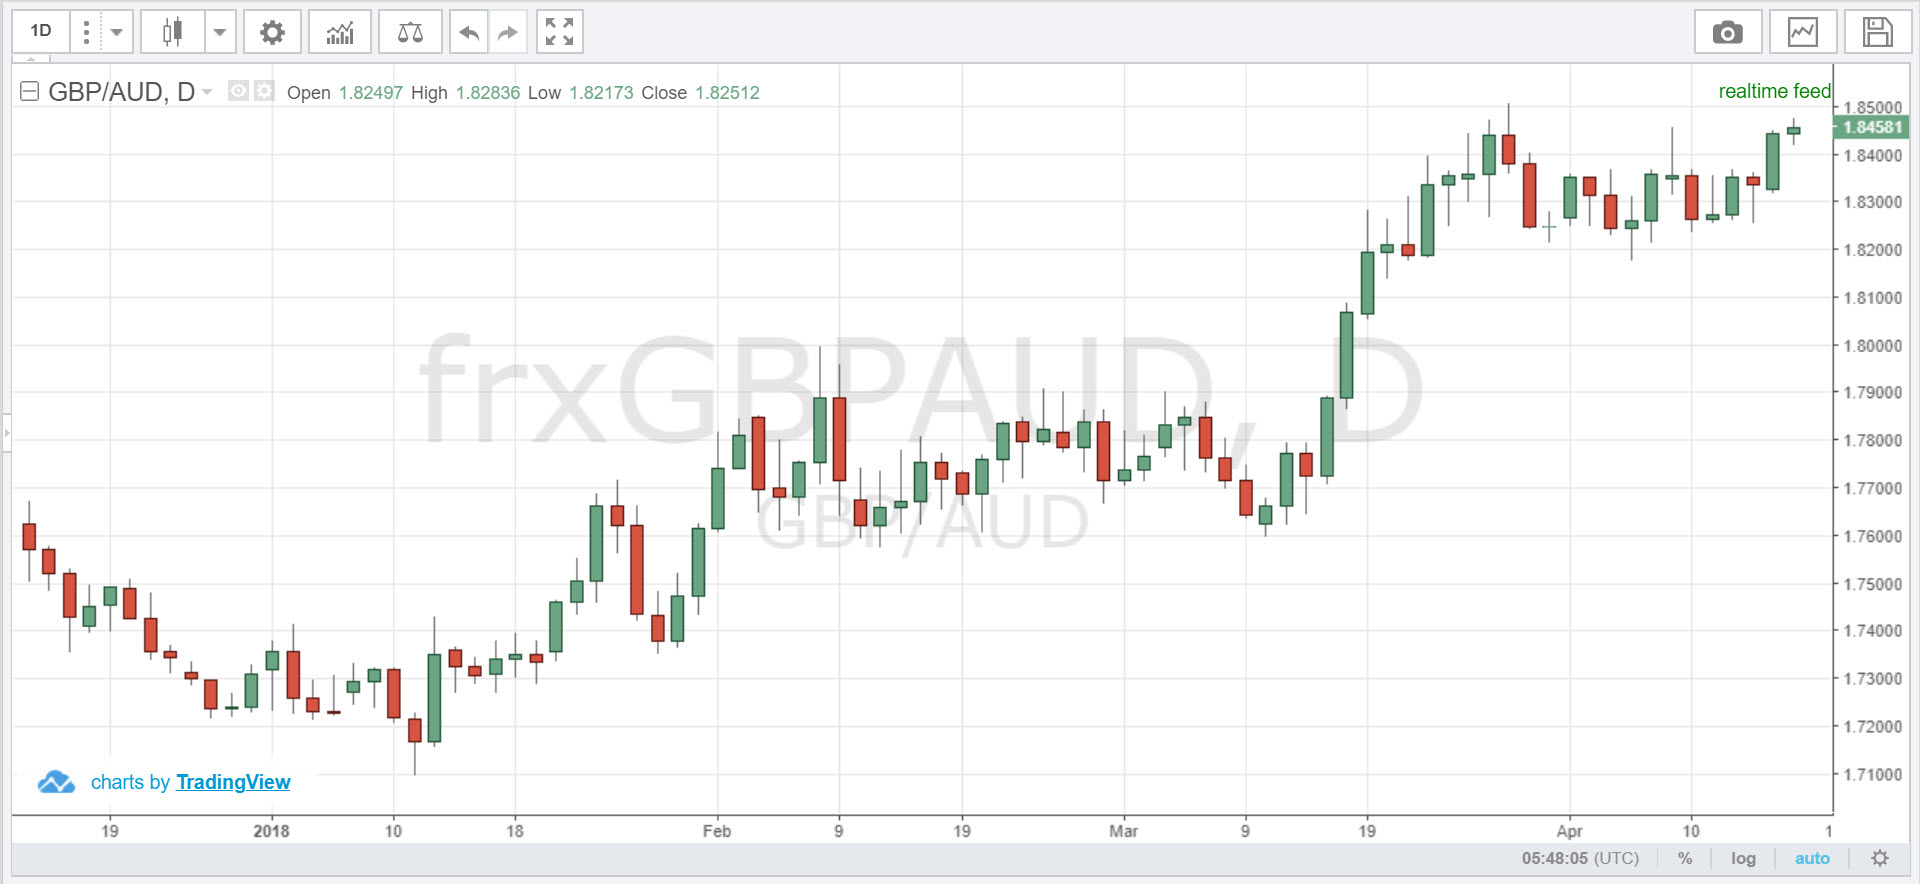 1D
GBP/AUD, D Open 1.82497 High 1.82836 Low 1.82173 Close 1.82512
realtime feed
1.85000
1.84581
1.84000
1.83000
1.82000
1.81000
1.80000
1.79000
1.78000
1.77000
1.76000
1.75000
1.74000
1.73000
1.72000
1.71000
frxGBPAUD, D
GBP/AUD
charts by TradingView
19 2018 10 18 Feb 9 19 Mar 9 19 Apr 10 1
05:48:05 (UTC) % log auto